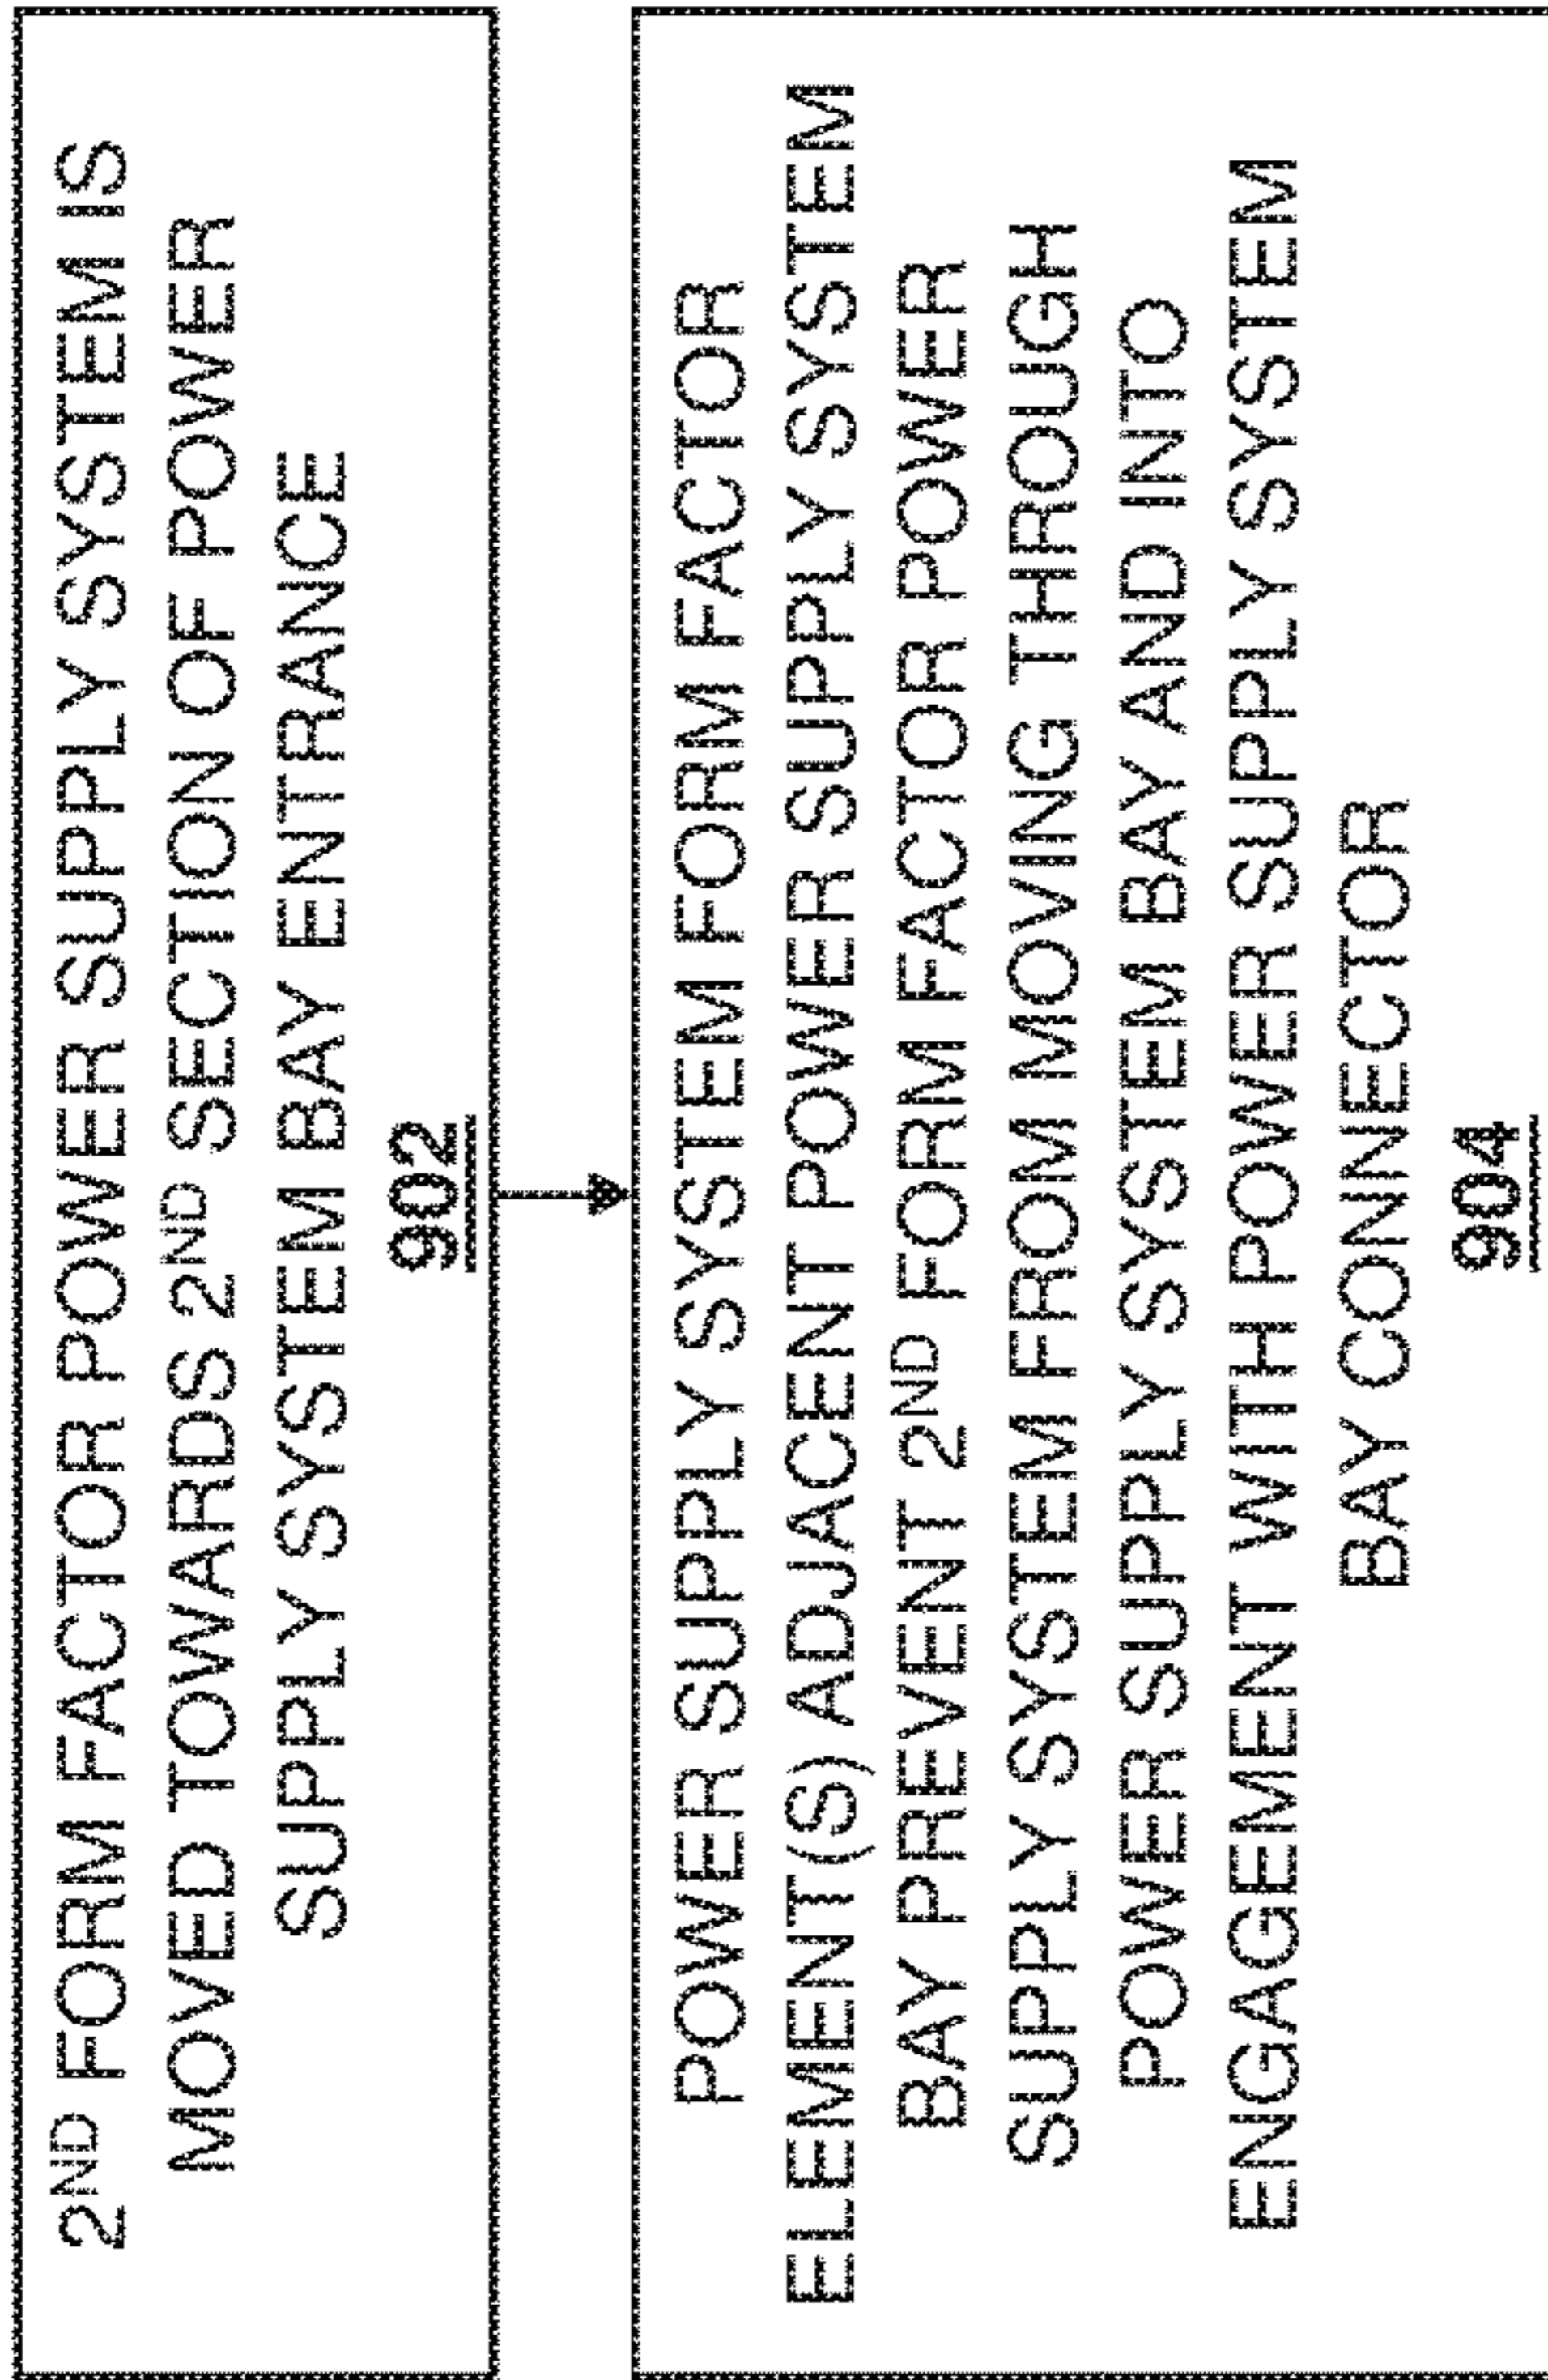 2ND FORM FACTOR POWER SUPPLY SYSTEM IS
MOVED TOWARDS 2ND SECTION OF POWER
SUPPLY SYSTEM BAY ENTRANCE
902
POWER SUPPLY SYSTEM FORM FACTOR
ELEMENT(S) ADJACENT POWER SUPPLY SYSTEM
BAY PREVENT 2ND FORM FACTOR POWER
SUPPLY SYSTEM FROM MOVING THROUGH
POWER SUPPLY SYSTEM BAY AND INTO
ENGAGEMENT WITH POWER SUPPLY SYSTEM
BAY CONNECTOR
904